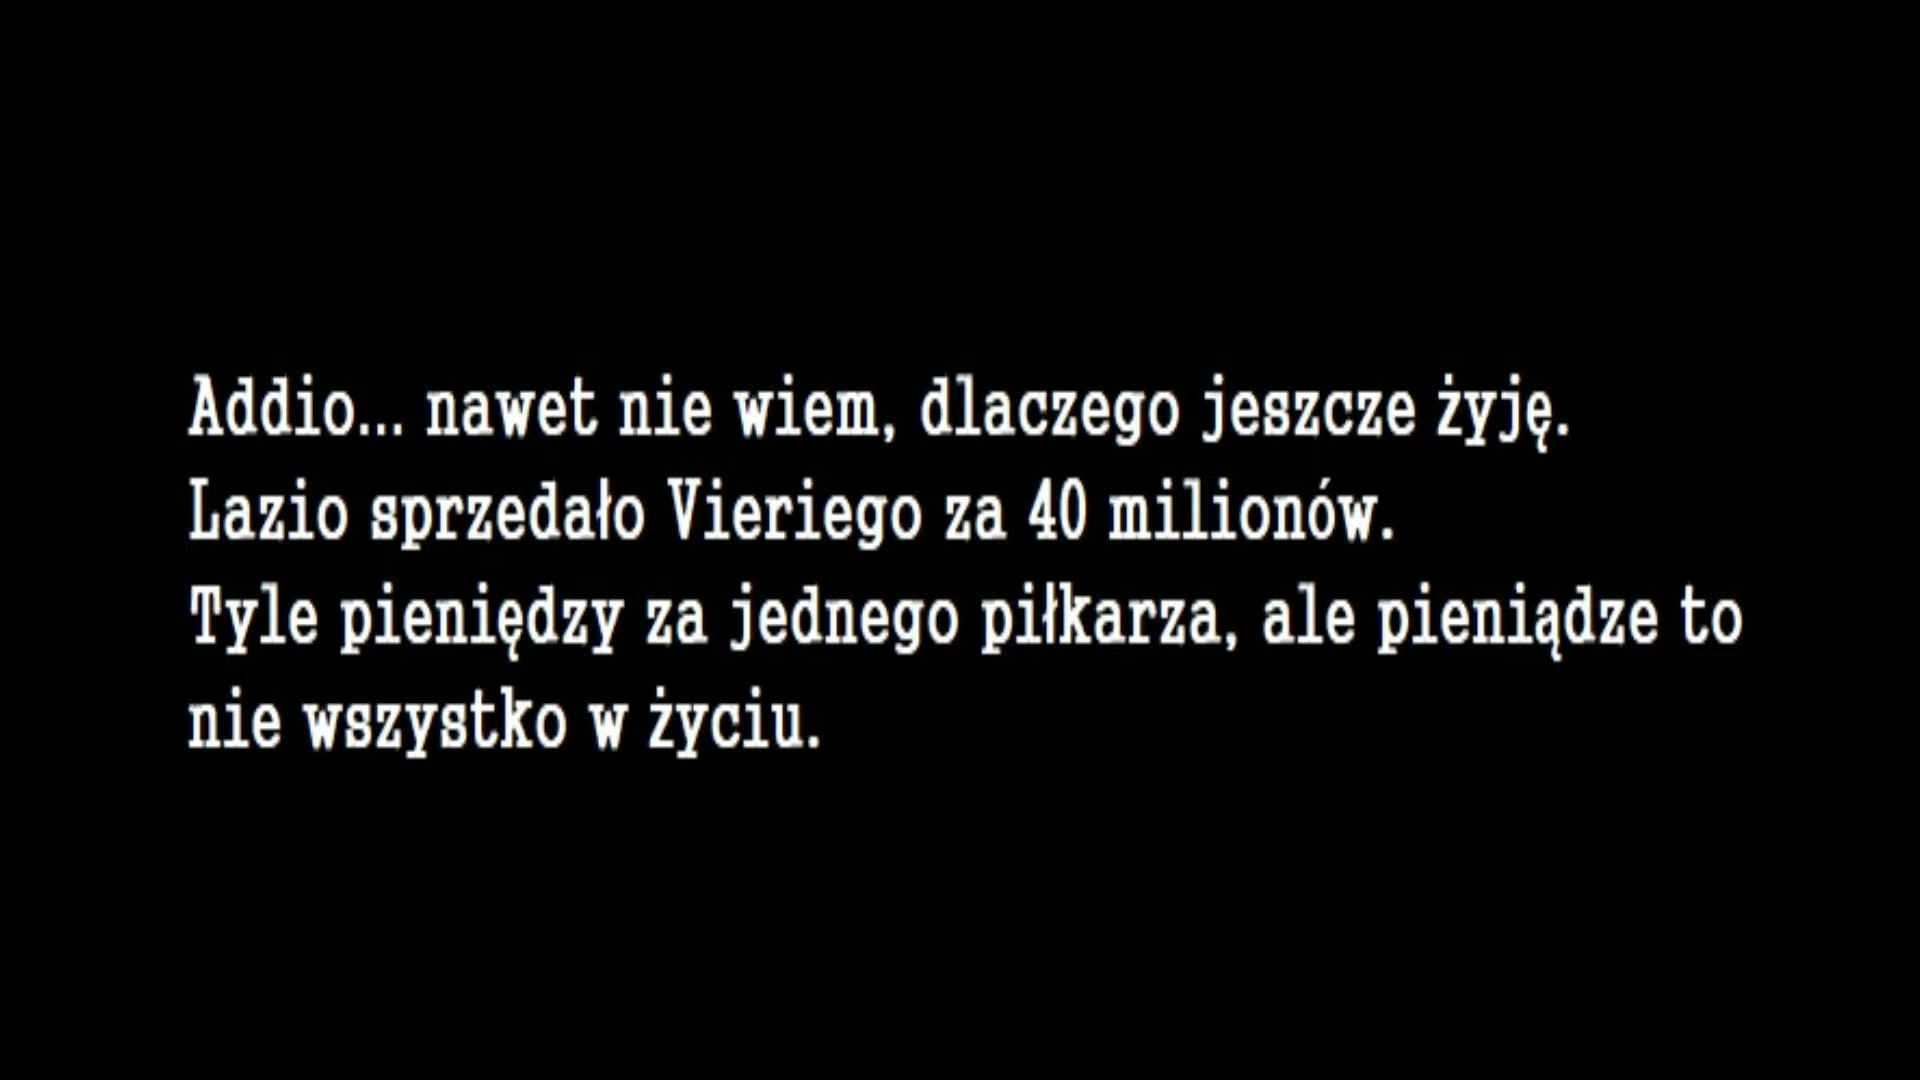 Addio... nawet nie wiem, dlaczego jeszcze żyję.
Lazio sprzedało Vieriego za 40 milionów.
Tyle pieniędzy za jednego piłkarza, ale pieniądze to
nie wszystko w życiu.